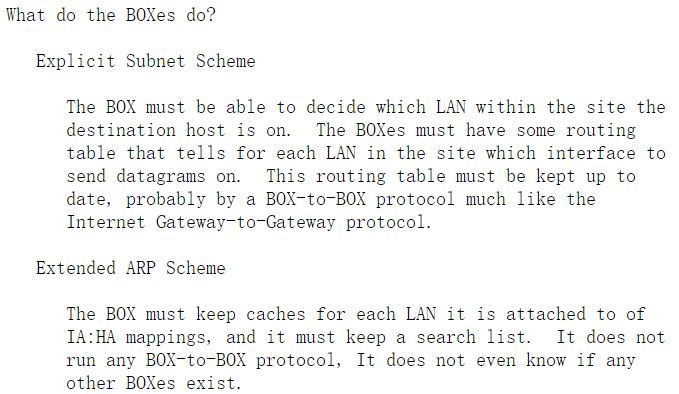 What do the BOXes do?
Explicit Subnet Scheme
The BOX must be able to decide which LAN within the site the
destination host is on.  The BOXes must have some routing
table that tells for each LAN in the site which interface to
send datagrams on.  This routing table must be kept up to
date, probably by a BOX-to-BOX protocol much like the
Internet Gateway-to-Gateway protocol.
Extended ARP Scheme
The BOX must keep caches for each LAN it is attached to of
IA:HA mappings, and it must keep a search list.  It does not
run any BOX-to-BOX protocol, It does not even know if any
other BOXes exist.